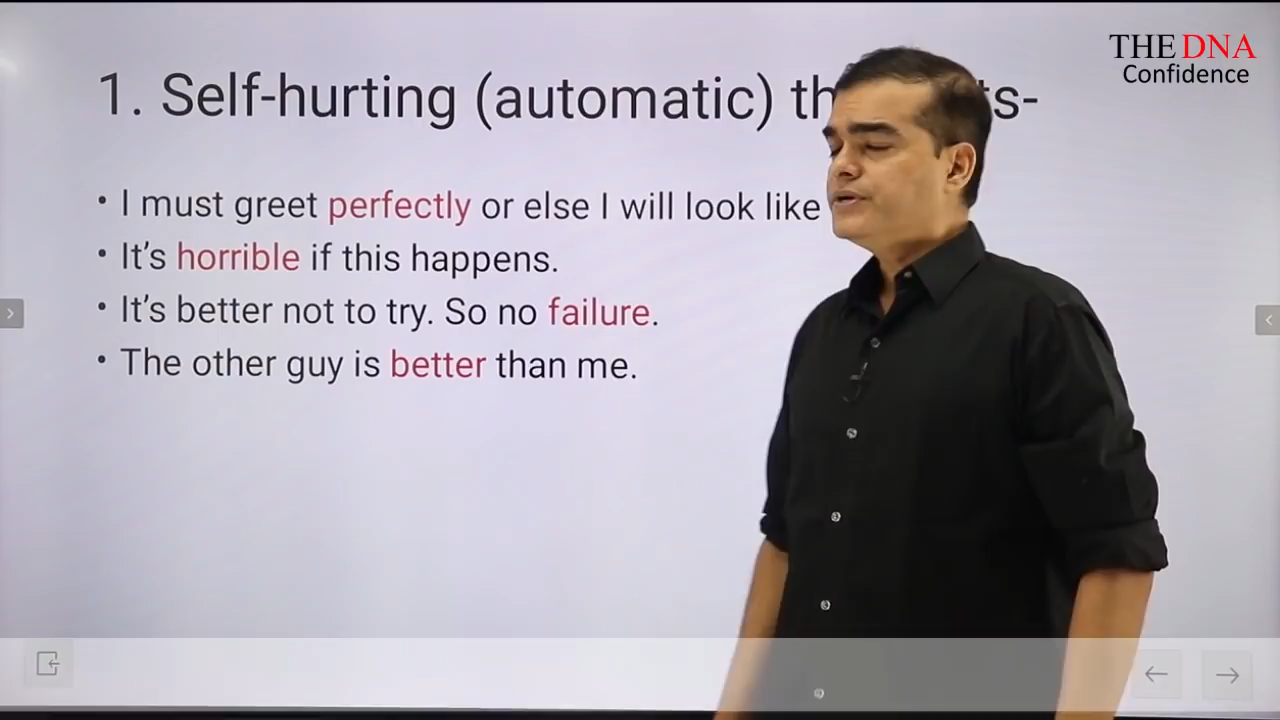 THE DNA
Confidence
1. Self-hurting (automatic) th ts-
• I must greet perfectly or else I will look like
• It's horrible if this happens.
• It's better not to try. So no failure.
• The other guy is better than me.